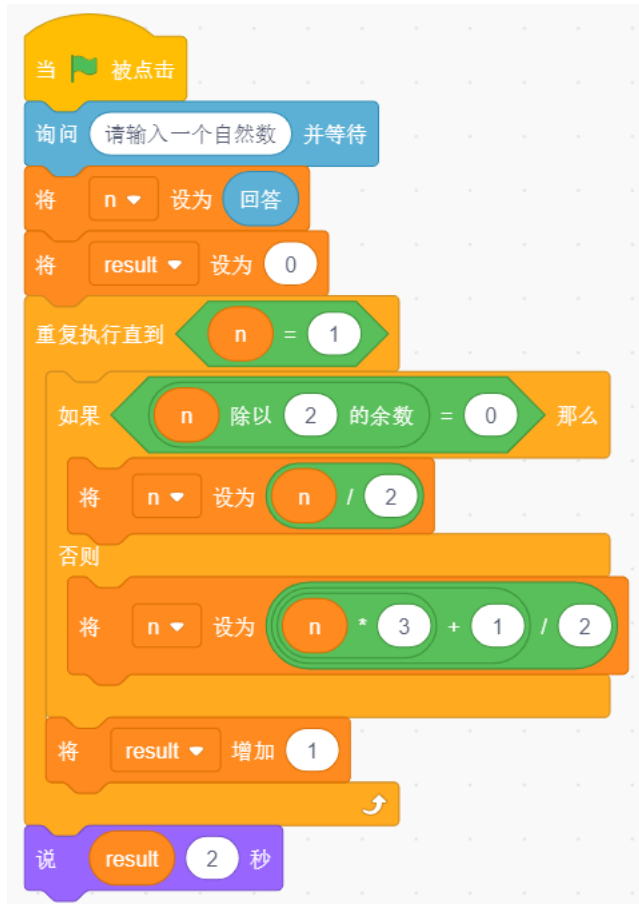 当 被点击
询问 请输入一个自然数 并等待
将 n 设为 回答
将 result 设为 0
重复执行直到 n = 1
如果 n 除以 2 的余数 = 0 那么
将 n 设为 n / 2
否则
将 n 设为 n * 3 + 1 / 2
将 result 增加 1
说 result 2 秒